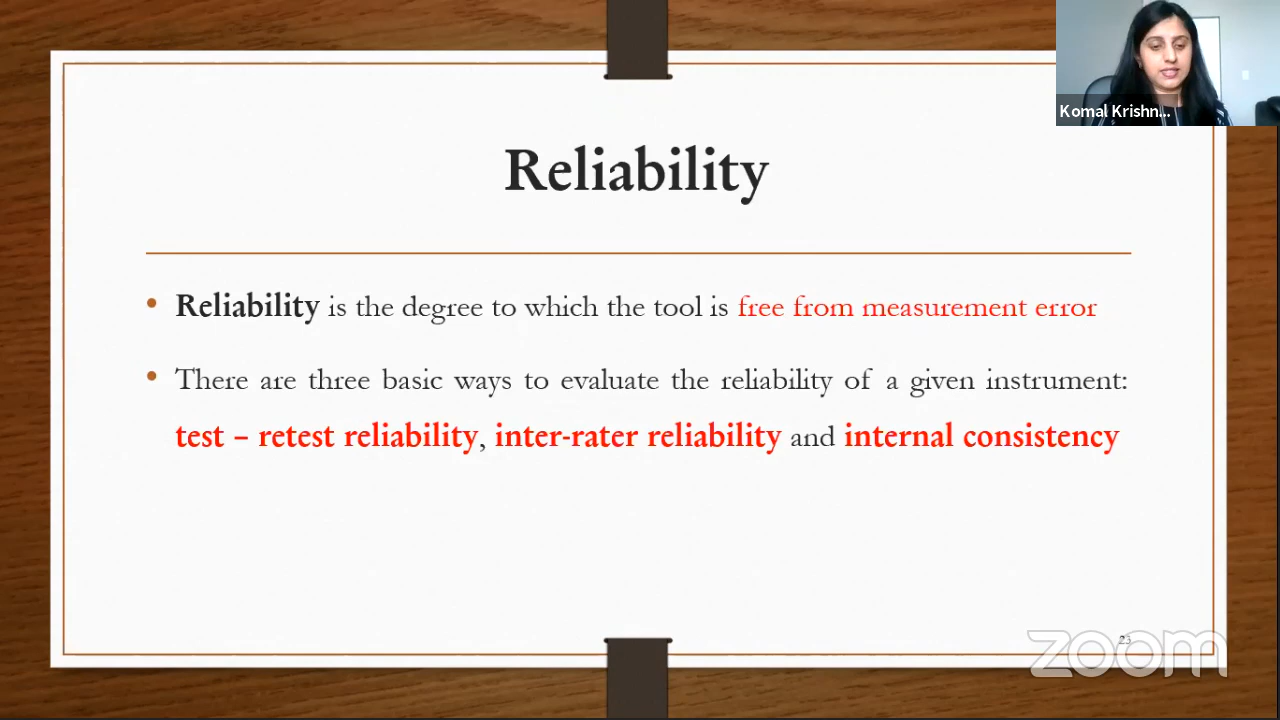 Komal Krishn...
Reliability
• Reliability is the degree to which the tool is free from measurement error
• There are three basic ways to evaluate the reliability of a given instrument:
test – retest reliability, inter-rater reliability and internal consistency
23
zoom